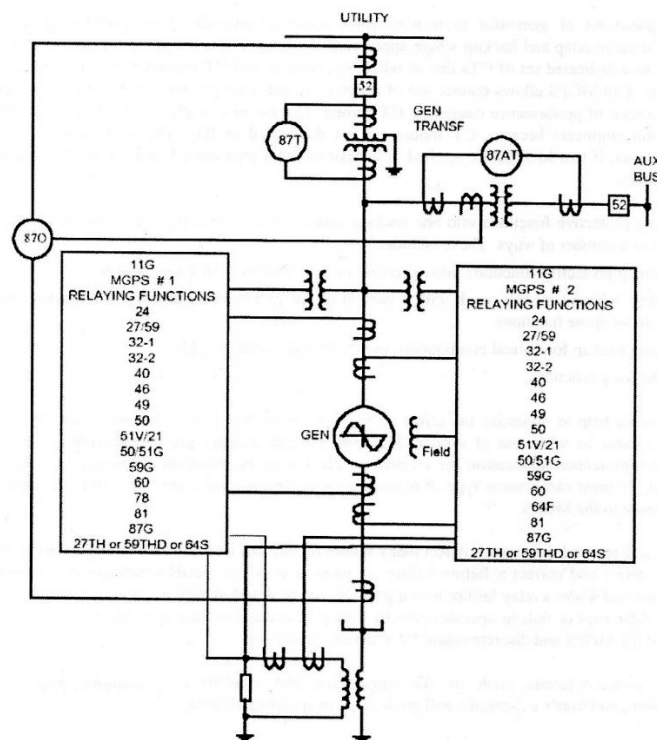 UTILITY
52
GEN
TRANSF
87T
87AT
AUX
BUS
52
87O
11G
MGPS # 1
RELAYING FUNCTIONS
24
27/59
32-1
32-2
40
46
49
50
51V/21
50/51G
59G
60
78
81
87G
27TH or 59THD or 64S
11G
MGPS # 2
RELAYING FUNCTIONS
24
27/59
32-1
32-2
40
46
49
50
51V/21
50/51G
59G
60
64F
81
87G
27TH or 59THD or 64S
GEN
Field